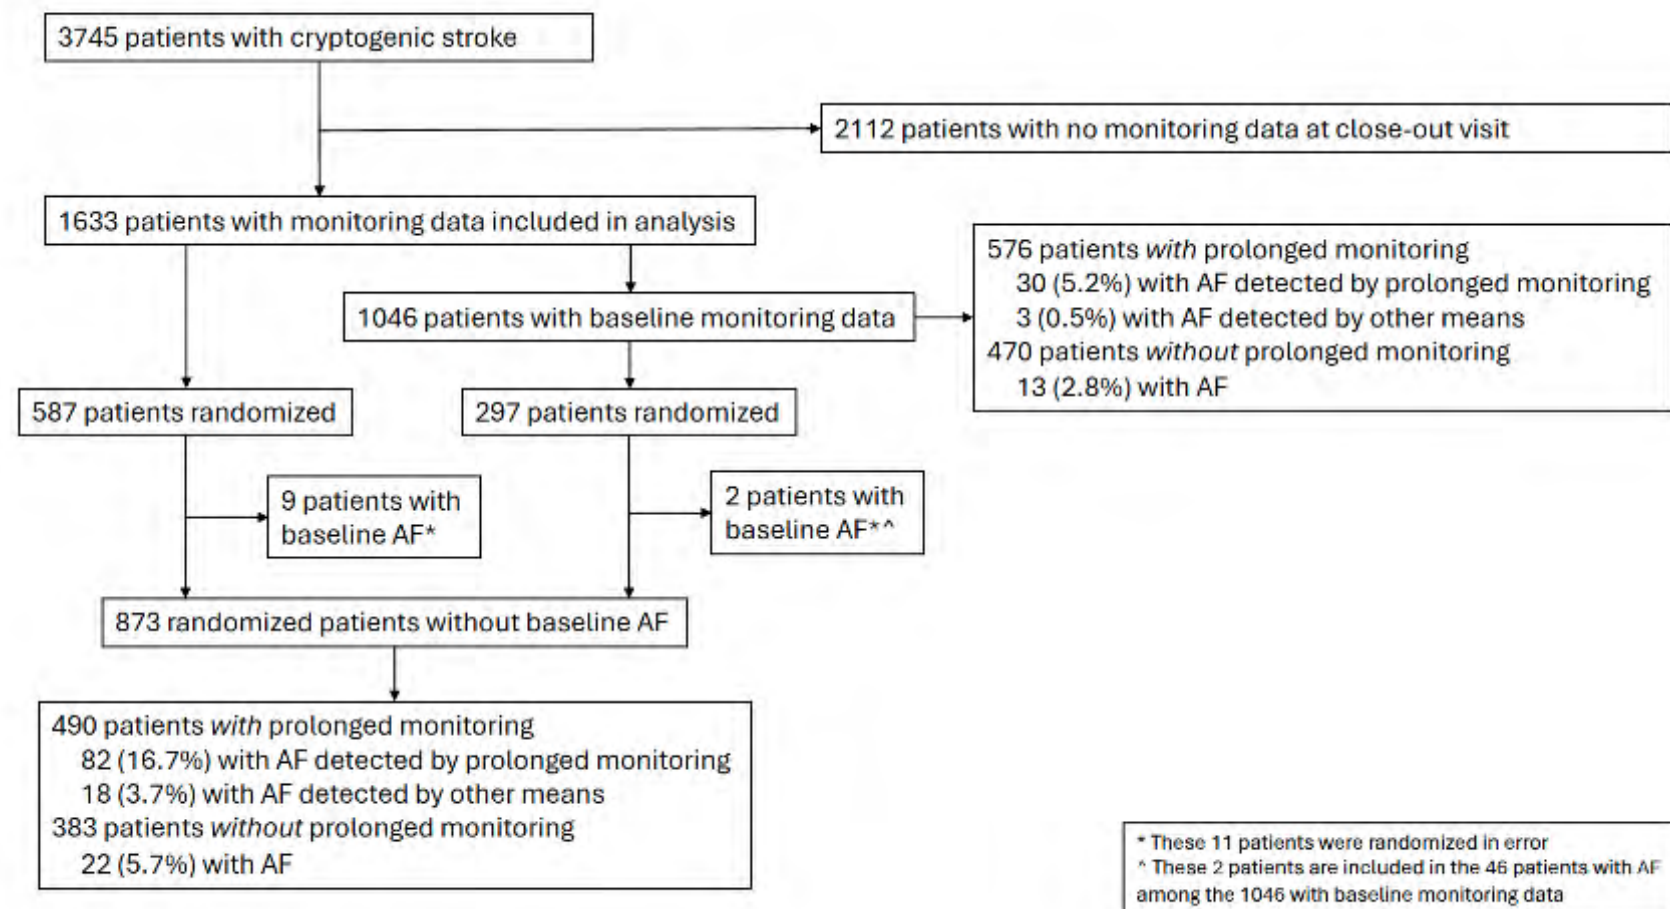 3745 patients with cryptogenic stroke
2112 patients with no monitoring data at close-out visit
1633 patients with monitoring data included in analysis
576 patients with prolonged monitoring
30 (5.2%) with AF detected by prolonged monitoring
3 (0.5%) with AF detected by other means
470 patients without prolonged monitoring
13 (2.8%) with AF
1046 patients with baseline monitoring data
587 patients randomized
297 patients randomized
9 patients with
baseline AF*
2 patients with
baseline AF*^
873 randomized patients without baseline AF
490 patients with prolonged monitoring
82 (16.7%) with AF detected by prolonged monitoring
18 (3.7%) with AF detected by other means
383 patients without prolonged monitoring
22 (5.7%) with AF
* These 11 patients were randomized in error
^ These 2 patients are included in the 46 patients with AF
among the 1046 with baseline monitoring data